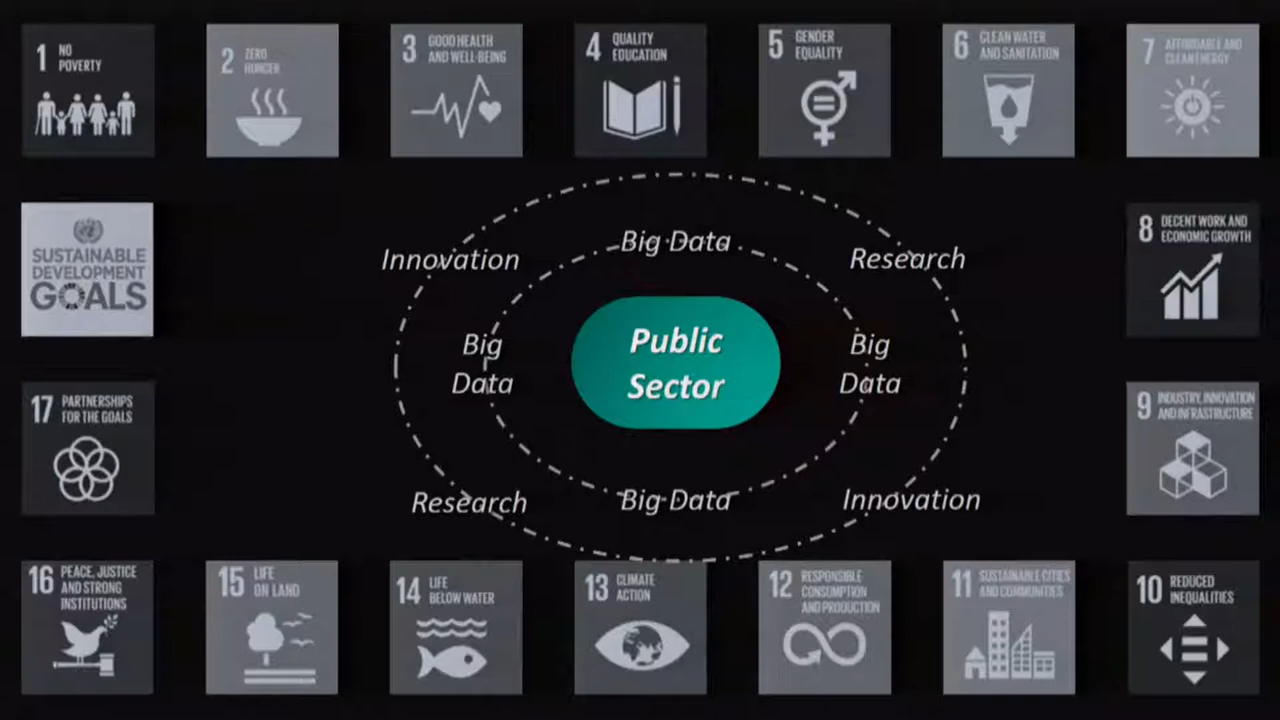 1 NO
POVERTY
2 ZERO
HUNGER
3 GOOD HEALTH
AND WELL-BEING
4 QUALITY
EDUCATION
5 GENDER
EQUALITY
6 CLEAN WATER
AND SANITATION
7 AFFORDABLE AND
CLEAN ENERGY
SUSTAINABLE
DEVELOPMENT
GOALS
Innovation
Big Data
Research
8 DECENT WORK AND
ECONOMIC GROWTH
Big
Data
Public
Sector
Big
Data
17 PARTNERSHIPS
FOR THE GOALS
9 INDUSTRY, INNOVATION
AND INFRASTRUCTURE
Research
Big Data
Innovation
16 PEACE, JUSTICE
AND STRONG
INSTITUTIONS
15 LIFE
ON LAND
14 LIFE
BELOW WATER
13 CLIMATE
ACTION
12 RESPONSIBLE
CONSUMPTION
AND PRODUCTION
11 SUSTAINABLE CITIES
AND COMMUNITIES
10 REDUCED
INEQUALITIES